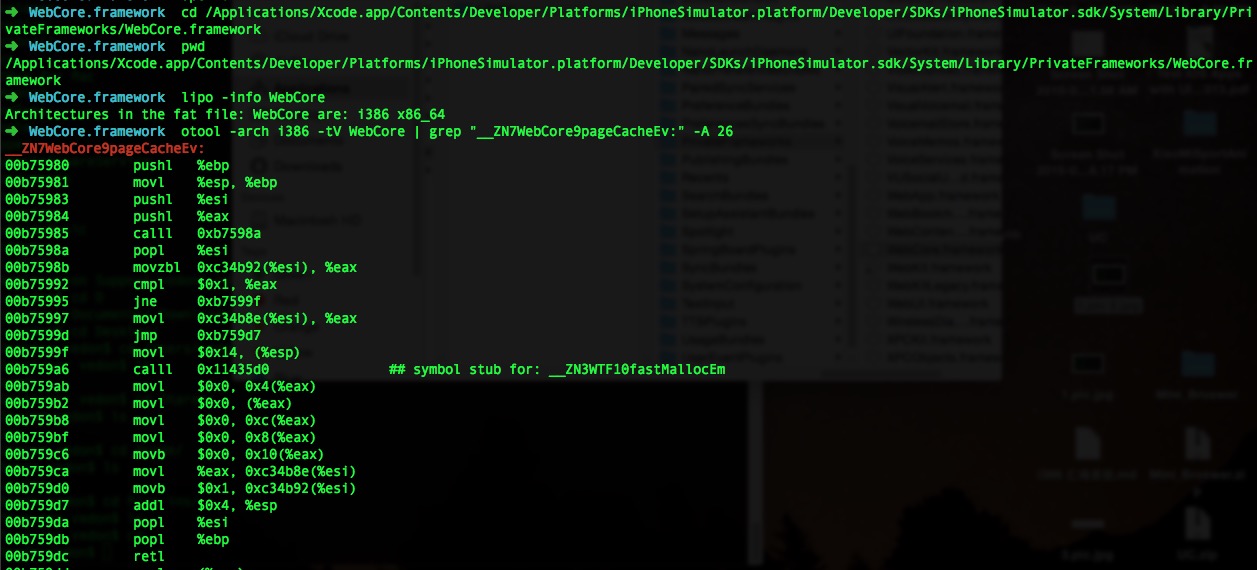 ➜ WebCore.framework cd /Applications/Xcode.app/Contents/Developer/Platforms/iPhoneSimulator.platform/Developer/SDKs/iPhoneSimulator.sdk/System/Library/Pri
vateFrameworks/WebCore.framework
➜ WebCore.framework pwd
/Applications/Xcode.app/Contents/Developer/Platforms/iPhoneSimulator.platform/Developer/SDKs/iPhoneSimulator.sdk/System/Library/PrivateFrameworks/WebCore.fr
amework
➜ WebCore.framework lipo -info WebCore
Architectures in the fat file: WebCore are: i386 x86_64
➜ WebCore.framework otool -arch i386 -tV WebCore | grep "__ZN7WebCore9pageCacheEv:" -A 26
__ZN7WebCore9pageCacheEv:
00b75980 pushl %ebp
00b75981 movl %esp, %ebp
00b75983 pushl %esi
00b75984 pushl %eax
00b75985 calll 0xb7598a
00b7598a popl %esi
00b7598b movzbl 0xc34b92(%esi), %eax
00b75992 cmpl $0x1, %eax
00b75995 jne 0xb7599f
00b75997 movl 0xc34b8e(%esi), %eax
00b7599d jmp 0xb759d7
00b7599f movl $0x14, (%esp)
00b759a6 calll 0x11435d0 ## symbol stub for: __ZN3WTF10fastMallocEm
00b759ab movl $0x0, 0x4(%eax)
00b759b2 movl $0x0, (%eax)
00b759b8 movl $0x0, 0xc(%eax)
00b759bf movl $0x0, 0x8(%eax)
00b759c6 movb $0x0, 0x10(%eax)
00b759ca movl %eax, 0xc34b8e(%esi)
00b759d0 movb $0x1, 0xc34b92(%esi)
00b759d7 addl $0x4, %esp
00b759da popl %esi
00b759db popl %ebp
00b759dc retl